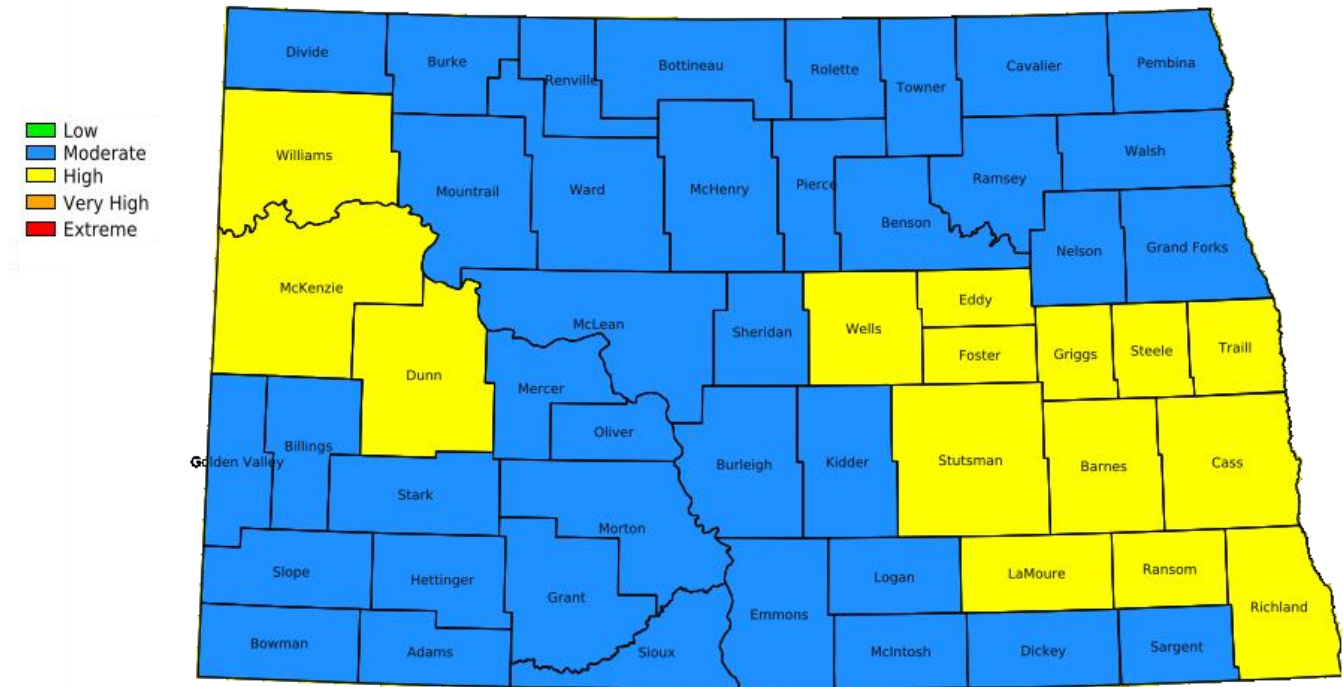 Low
Moderate
High
Very High
Extreme
Divide
Burke
Renville
Bottineau
Rolette
Towner
Cavalier
Pembina
Williams
Mountrail
Ward
McHenry
Pierce
Benson
Ramsey
Walsh
Nelson
Grand Forks
McKenzie
Dunn
McLean
Sheridan
Wells
Eddy
Foster
Griggs
Steele
Traill
Mercer
Oliver
Golden Valley
Billings
Stark
Burleigh
Kidder
Stutsman
Barnes
Cass
Morton
Slope
Hettinger
Grant
Logan
LaMoure
Ransom
Richland
Emmons
Bowman
Adams
Sioux
McIntosh
Dickey
Sargent